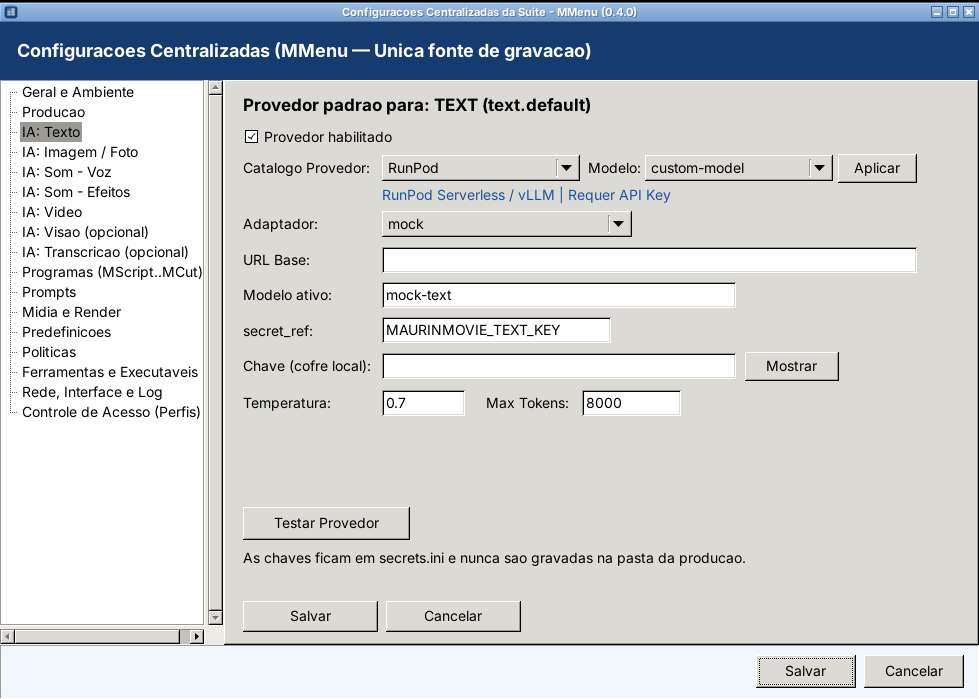 Configuracoes Centralizadas da Suite - MMenu (0.4.0)
Configuracoes Centralizadas (MMenu — Unica fonte de gravacao)
Geral e Ambiente
Producao
IA: Texto
IA: Imagem / Foto
IA: Som - Voz
IA: Som - Efeitos
IA: Video
IA: Visao (opcional)
IA: Transcricao (opcional)
Programas (MScript..MCut)
Prompts
Midia e Render
Predefinicoes
Politicas
Ferramentas e Executaveis
Rede, Interface e Log
Controle de Acesso (Perfis)
Provedor padrao para: TEXT (text.default)
Provedor habilitado
Catalogo Provedor: RunPod Modelo: custom-model Aplicar
RunPod Serverless / vLLM | Requer API Key
Adaptador: mock
URL Base:
Modelo ativo: mock-text
secret_ref: MAURINMOVIE_TEXT_KEY
Chave (cofre local): Mostrar
Temperatura: 0.7 Max Tokens: 8000
Testar Provedor
As chaves ficam em secrets.ini e nunca sao gravadas na pasta da producao.
Salvar Cancelar
Salvar Cancelar